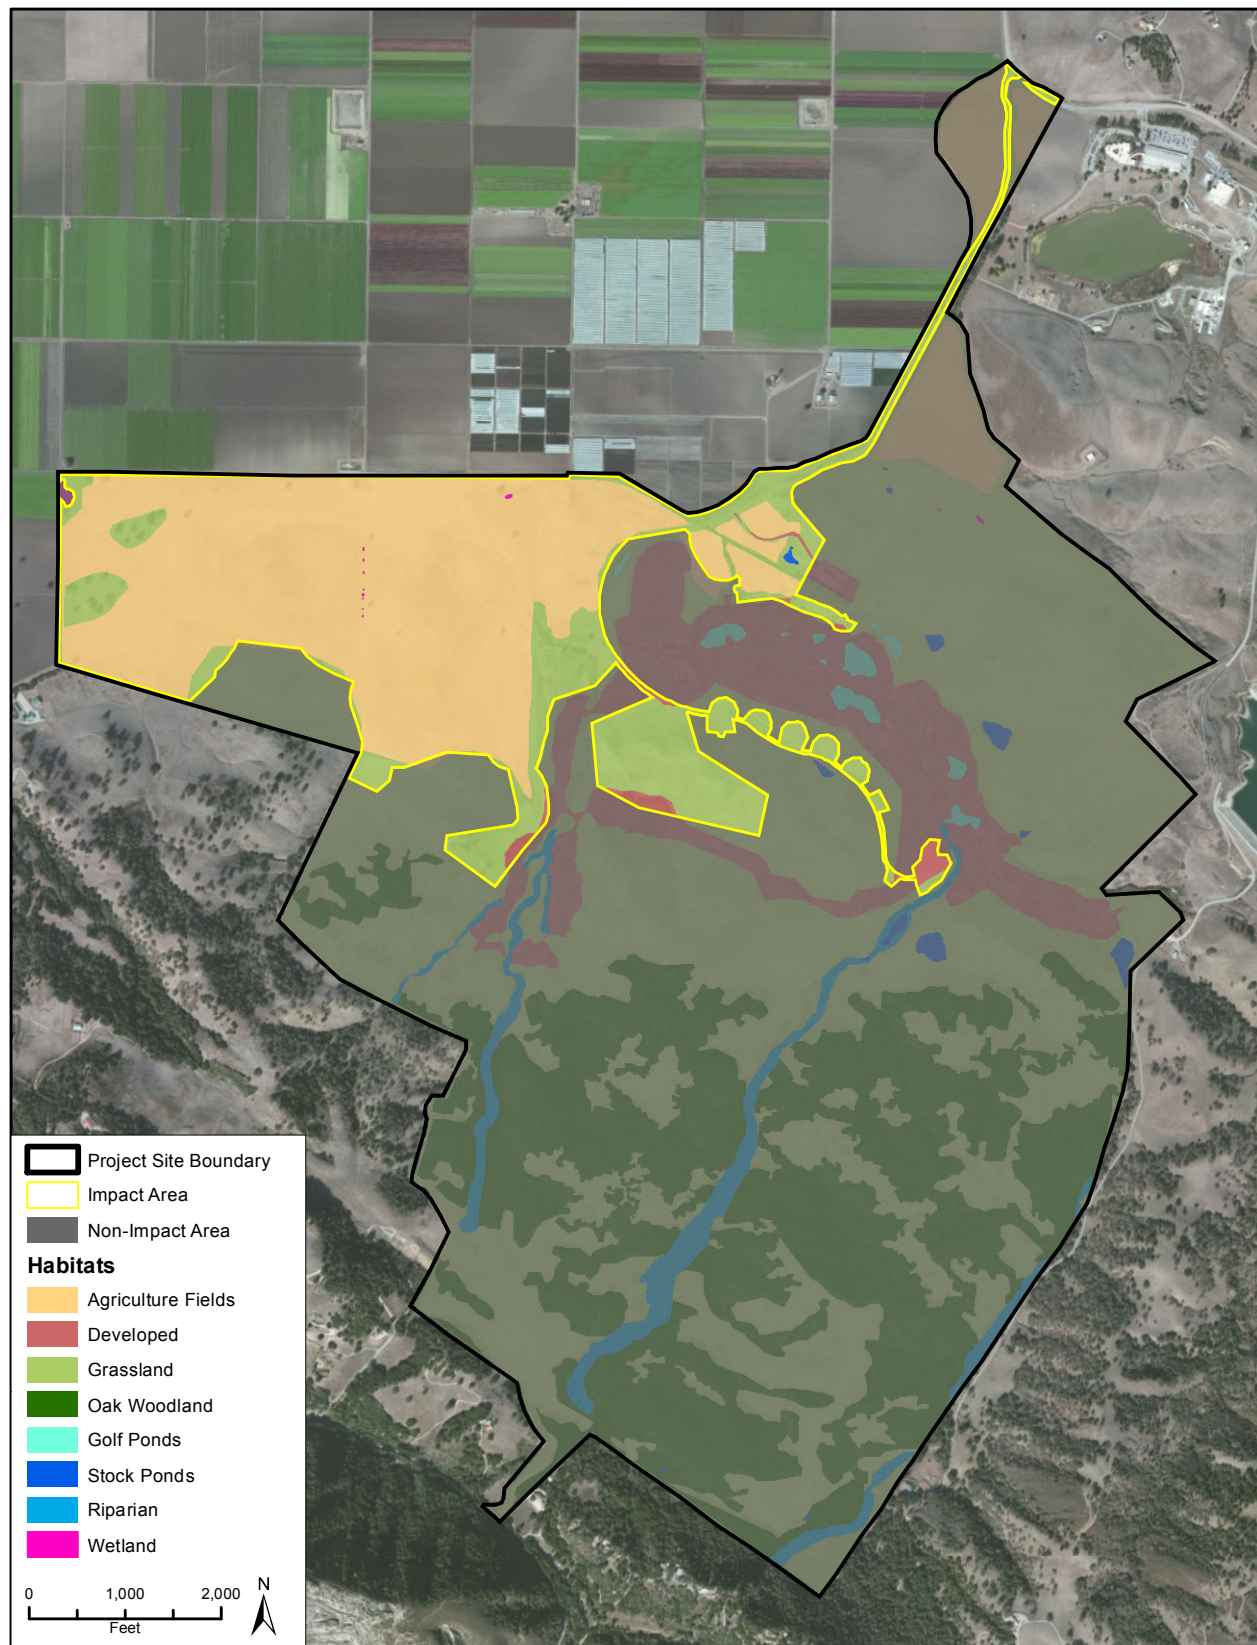 Project Site Boundary
Impact Area
Non-Impact Area
Habitats
Agriculture Fields
Developed
Grassland
Oak Woodland
Golf Ponds
Stock Ponds
Riparian
Wetland
0 1,000 2,000
Feet
N